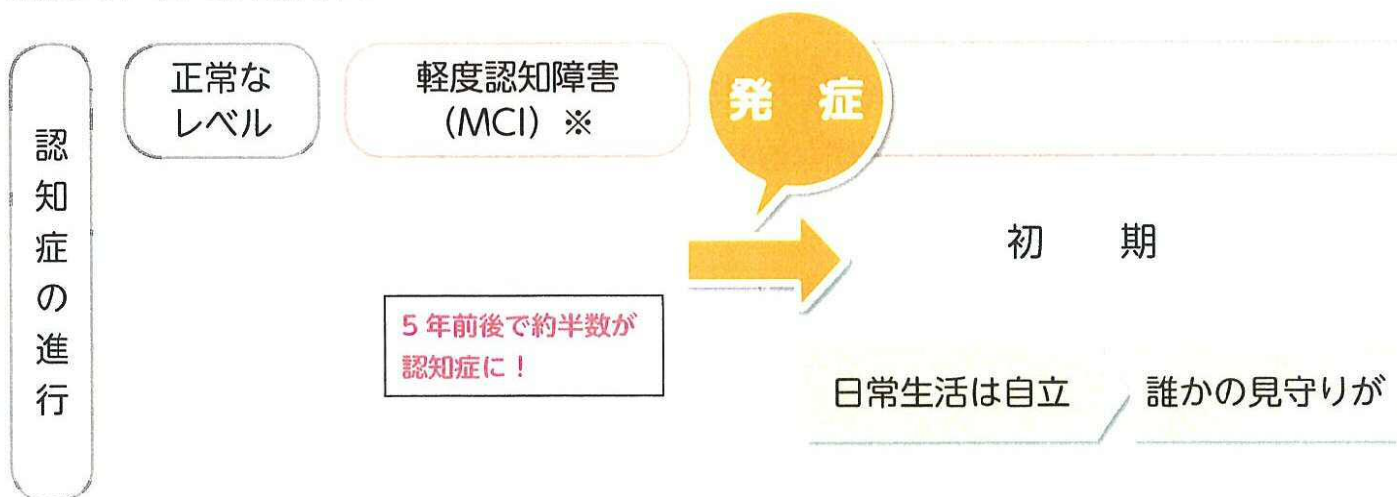 認知症の進行
正常な
レベル
軽度認知障害
(MCI) ※
発 症
初 期
5年前後で約半数が
認知症に！
日常生活は自立
誰かの見守りが